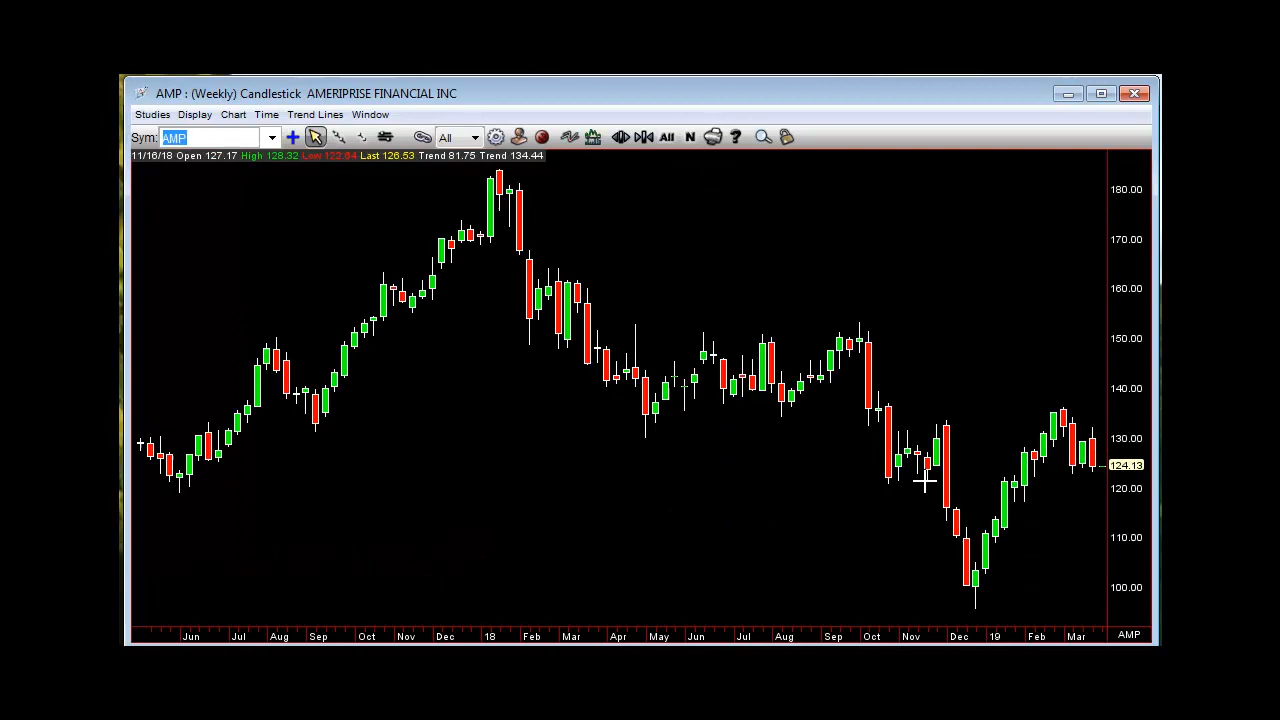 AMP : (Weekly) Candlestick  AMERIPRISE FINANCIAL INC
Studies Display Chart Time Trend Lines Window
Sym: AMP All All N ?
11/16/18 Open 127.17 High 128.32 Low 122.64 Last 126.53 Trend 81.75 Trend 134.44
180.00
170.00
160.00
150.00
140.00
130.00
124.13
120.00
110.00
100.00
Jun Jul Aug Sep Oct Nov Dec 18 Feb Mar Apr May Jun Jul Aug Sep Oct Nov Dec 19 Feb Mar AMP